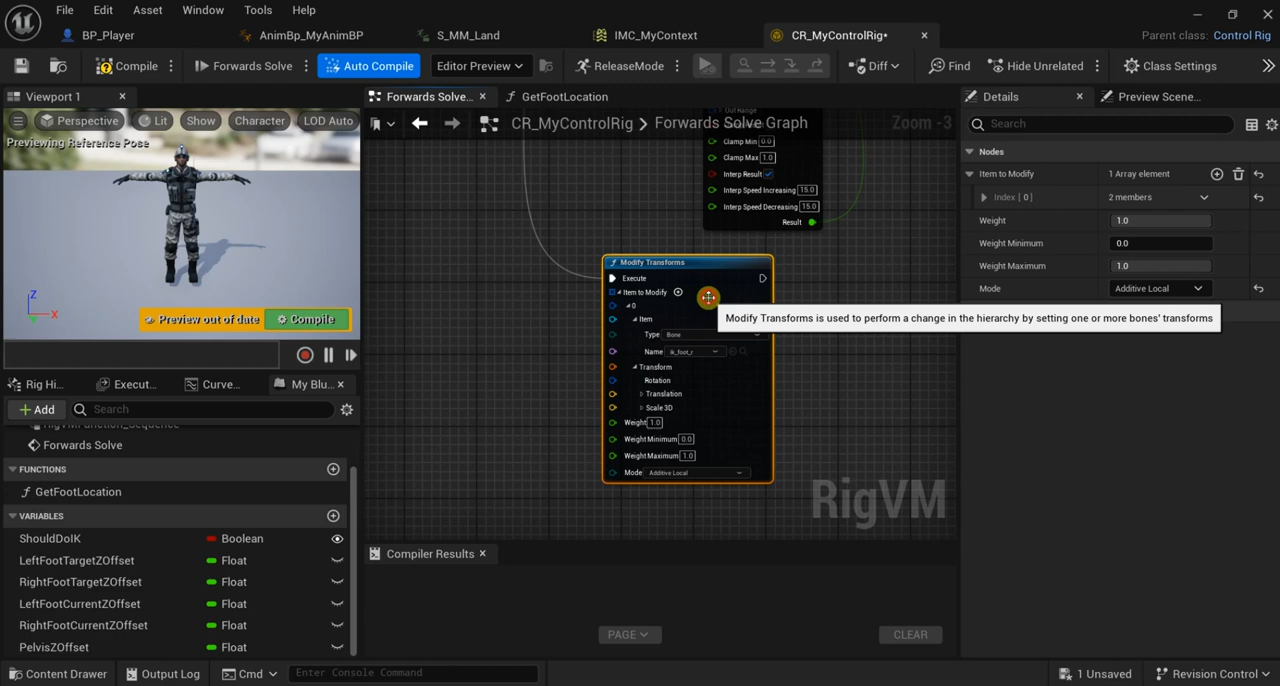 File Edit Asset Window Tools Help
BP_Player AnimBp_MyAnimBP S_MM_Land IMC_MyContext CR_MyControlRig* Parent class: Control Rig
Compile Forwards Solve Auto Compile Editor Preview ReleaseMode Diff Find Hide Unrelated Class Settings
Viewport 1
Perspective Lit Show Character LOD Auto
Previewing Reference Pose
Z
X
Preview out of date Compile
Rig Hi... Execut... Curve... My Blu...
Add Search
Forwards Solve
FUNCTIONS
GetFootLocation
VARIABLES
ShouldDoIK Boolean
LeftFootTargetZOffset Float
RightFootTargetZOffset Float
LeftFootCurrentZOffset Float
RightFootCurrentZOffset Float
PelvisZOffset Float
Forwards Solve... GetFootLocation
CR_MyControlRig Forwards Solve Graph Zoom -3
Clamp Min 0.0
Clamp Max 1.0
Interp Result
Interp Speed Increasing 15.0
Interp Speed Decreasing 15.0
Result
Modify Transforms
Execute
Item to Modify
0
Item
Type Bone
Name ik_foot_r
Transform
Rotation
Translation
Scale 3D
Weight 1.0
Weight Minimum 0.0
Weight Maximum 1.0
Mode Additive Local
Modify Transforms is used to perform a change in the hierarchy by setting one or more bones' transforms
RigVM
Compiler Results
PAGE CLEAR
Details Preview Scene...
Search
Nodes
Item to Modify 1 Array element
Index [ 0 ] 2 members
Weight 1.0
Weight Minimum 0.0
Weight Maximum 1.0
Mode Additive Local
Content Drawer Output Log Cmd Enter Console Command 1 Unsaved Revision Control